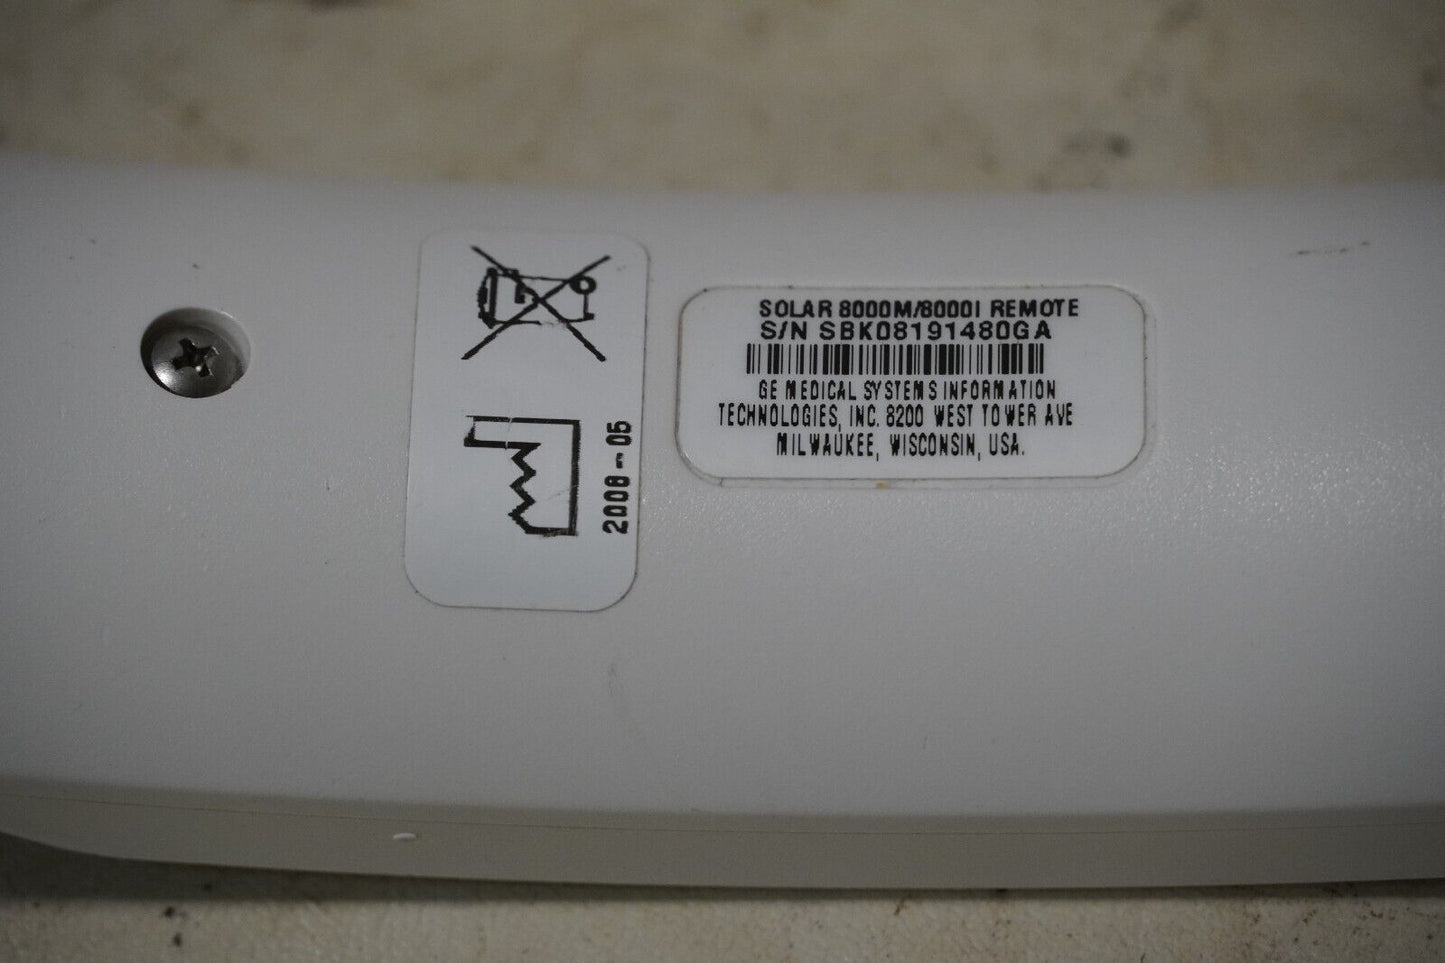 2008-05
SOLAR 8000M/8000I REMOTE
S/N SBK08191480GA
GE MEDICAL SYSTEMS INFORMATION
TECHNOLOGIES, INC. 8200 WEST TOWER AVE
MILWAUKEE, WISCONSIN, USA.